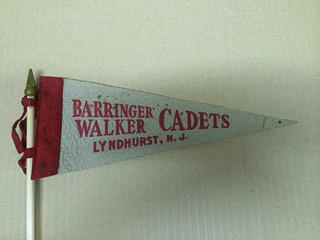 BARRINGER
WALKER CADETS
LYNDHURST, N. J.